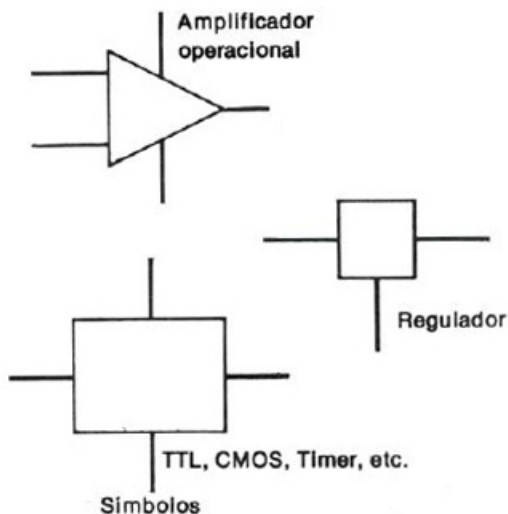 Amplificador
operacional
Regulador
TTL, CMOS, Timer, etc.
Símbolos